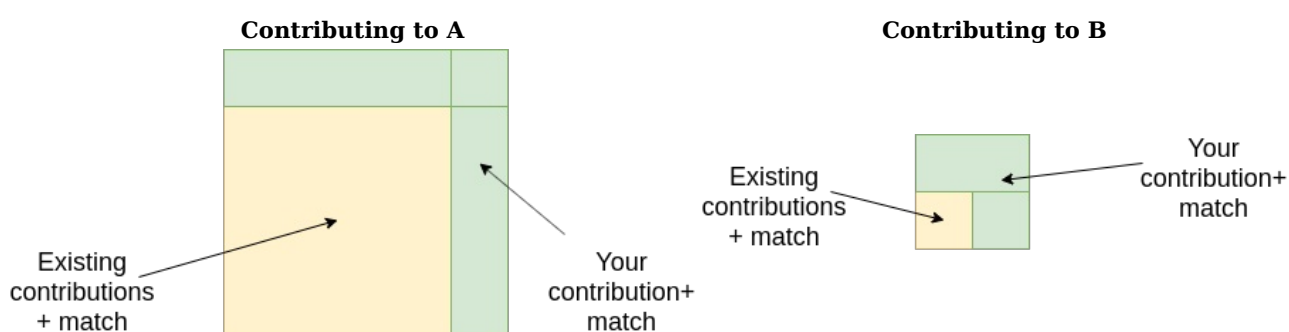 Contributing to A
Contributing to B
Existing
contributions
+ match
Your
contribution+
match
Existing
contributions
+ match
Your
contribution+
match